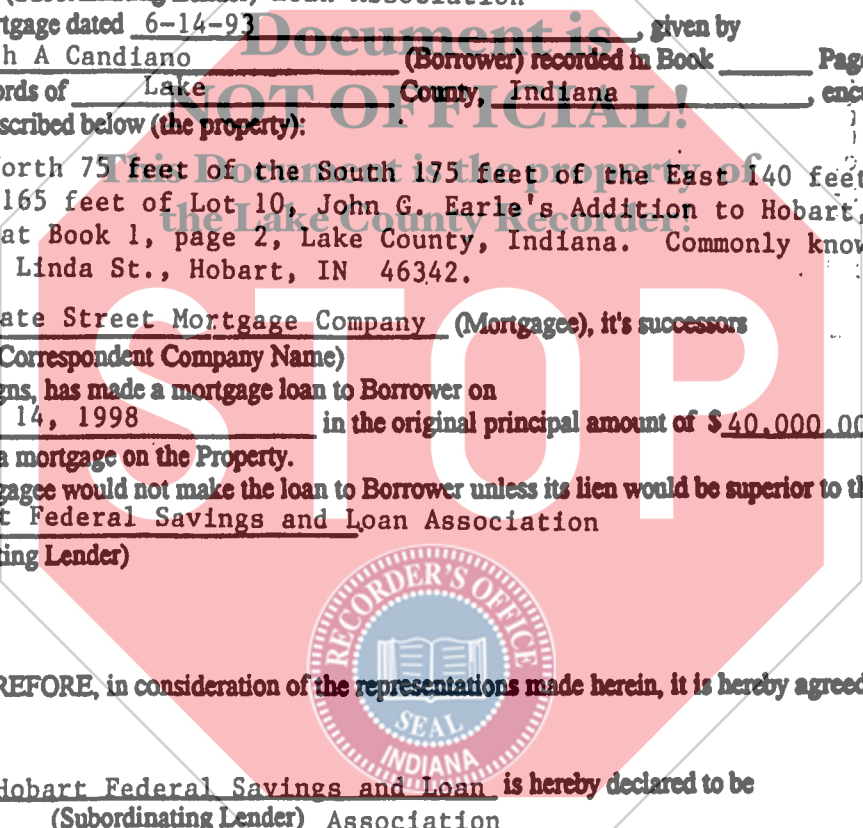 Loan Association
tgage dated 6-14-93, given by
h A Candiano (Borrower) recorded in Book ______ Page
ords of Lake County, Indiana, encu
scribed below (the property):
orth 75 feet of the South 175 feet of the East 140 feet
165 feet of Lot 10, John G. Earle's Addition to Hobart
at Book 1, page 2, Lake County, Indiana. Commonly know
Linda St., Hobart, IN 46342.
ate Street Mortgage Company (Mortgagee), it's successors
Correspondent Company Name)
gns, has made a mortgage loan to Borrower on
14, 1998 in the original principal amount of $40,000.00
a mortgage on the Property.
gagee would not make the loan to Borrower unless its lien would be superior to th
t Federal Savings and Loan Association
ting Lender)
REFORE, in consideration of the representations made herein, it is hereby agreed
Hobart Federal Savings and Loan is hereby declared to be
(Subordinating Lender) Association
Document is
NOT OFFICIAL!
This Document is the property of
the Lake County Recorder!
STOP
RECORDER'S OFFICE
SEAL
INDIANA